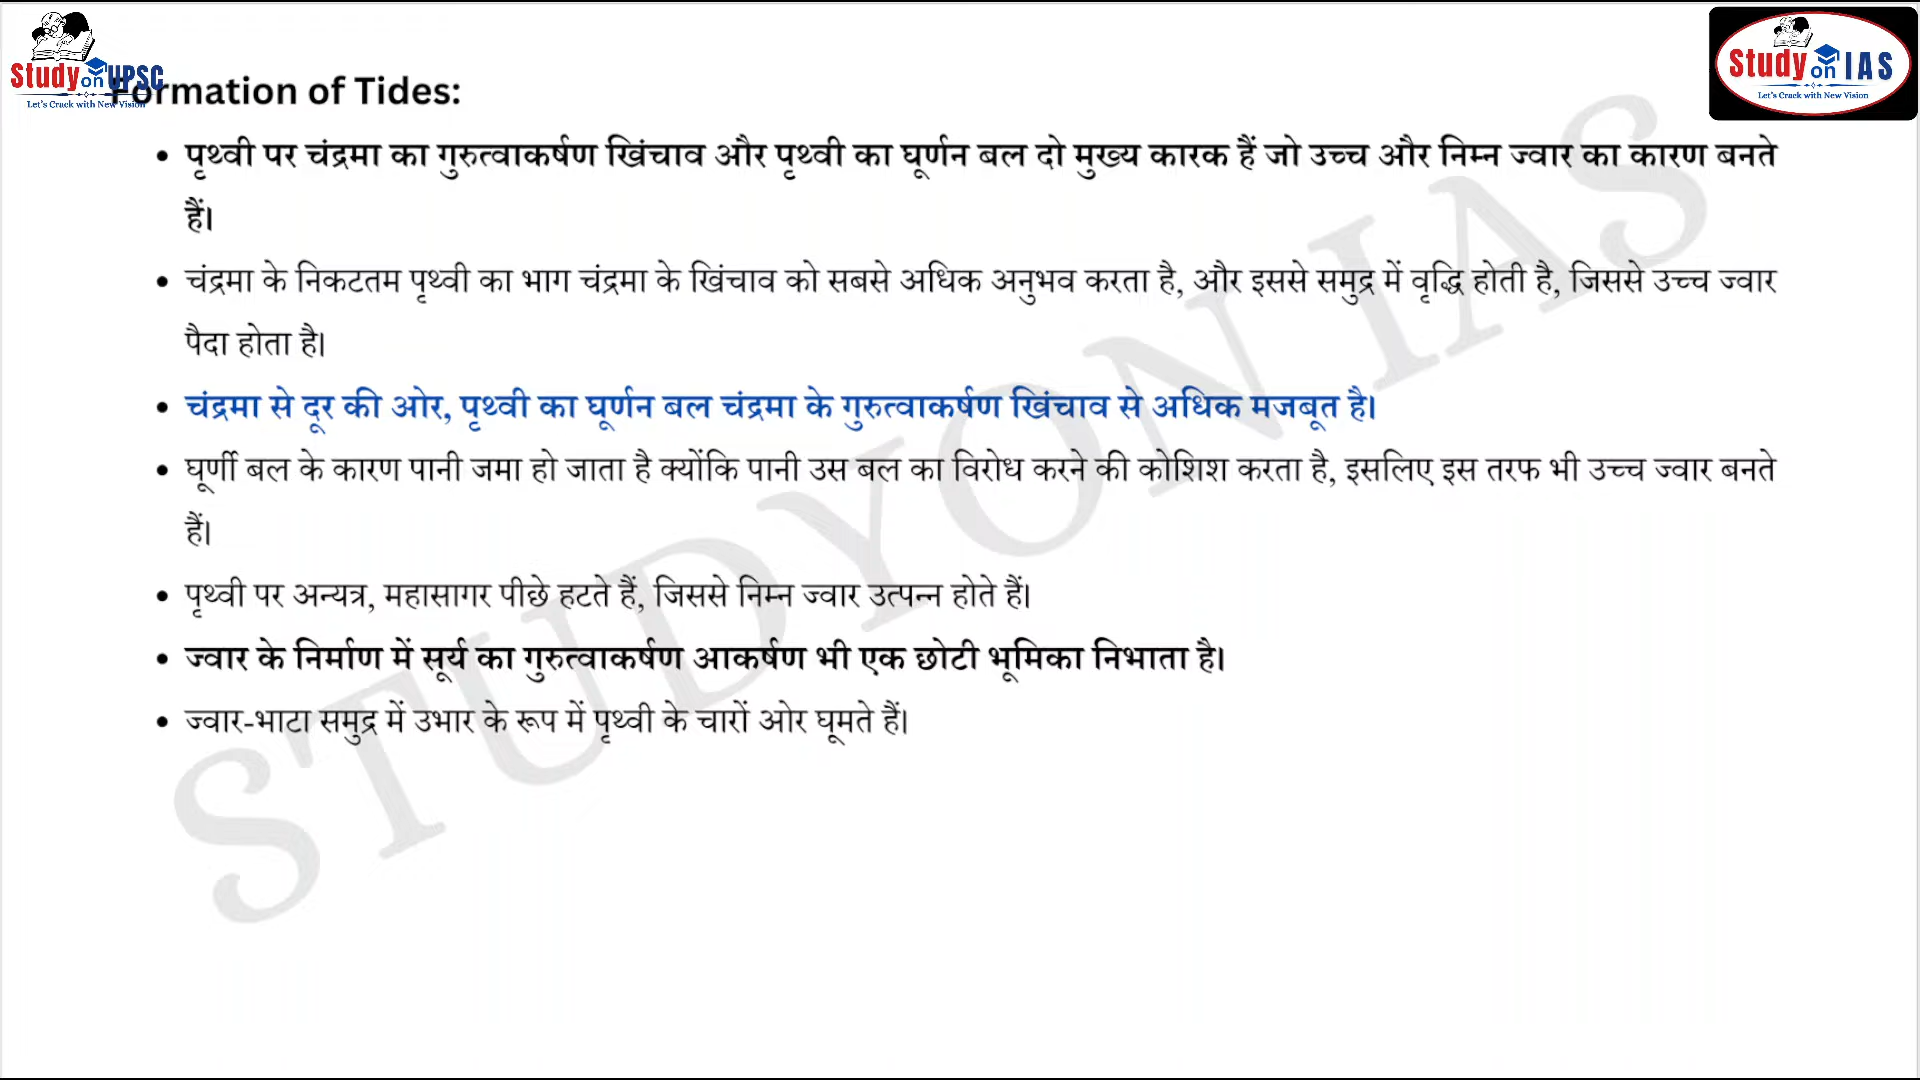 Study on UPSC
Let's Crack with New Vision
Study on IAS
Let's Crack with New Vision
Formation of Tides:
• पृथ्वी पर चंद्रमा का गुरुत्वाकर्षण खिंचाव और पृथ्वी का घूर्णन बल दो मुख्य कारक हैं जो उच्च और निम्न ज्वार का कारण बनते
हैं।
• चंद्रमा के निकटतम पृथ्वी का भाग चंद्रमा के खिंचाव को सबसे अधिक अनुभव करता है, और इससे समुद्र में वृद्धि होती है, जिससे उच्च ज्वार
पैदा होता है।
• चंद्रमा से दूर की ओर, पृथ्वी का घूर्णन बल चंद्रमा के गुरुत्वाकर्षण खिंचाव से अधिक मजबूत है।
• घूर्णी बल के कारण पानी जमा हो जाता है क्योंकि पानी उस बल का विरोध करने की कोशिश करता है, इसलिए इस तरफ भी उच्च ज्वार बनते
हैं।
• पृथ्वी पर अन्यत्र, महासागर पीछे हटते हैं, जिससे निम्न ज्वार उत्पन्न होते हैं।
• ज्वार के निर्माण में सूर्य का गुरुत्वाकर्षण आकर्षण भी एक छोटी भूमिका निभाता है।
• ज्वार-भाटा समुद्र में उभार के रूप में पृथ्वी के चारों ओर घूमते हैं।
STUDYON IAS